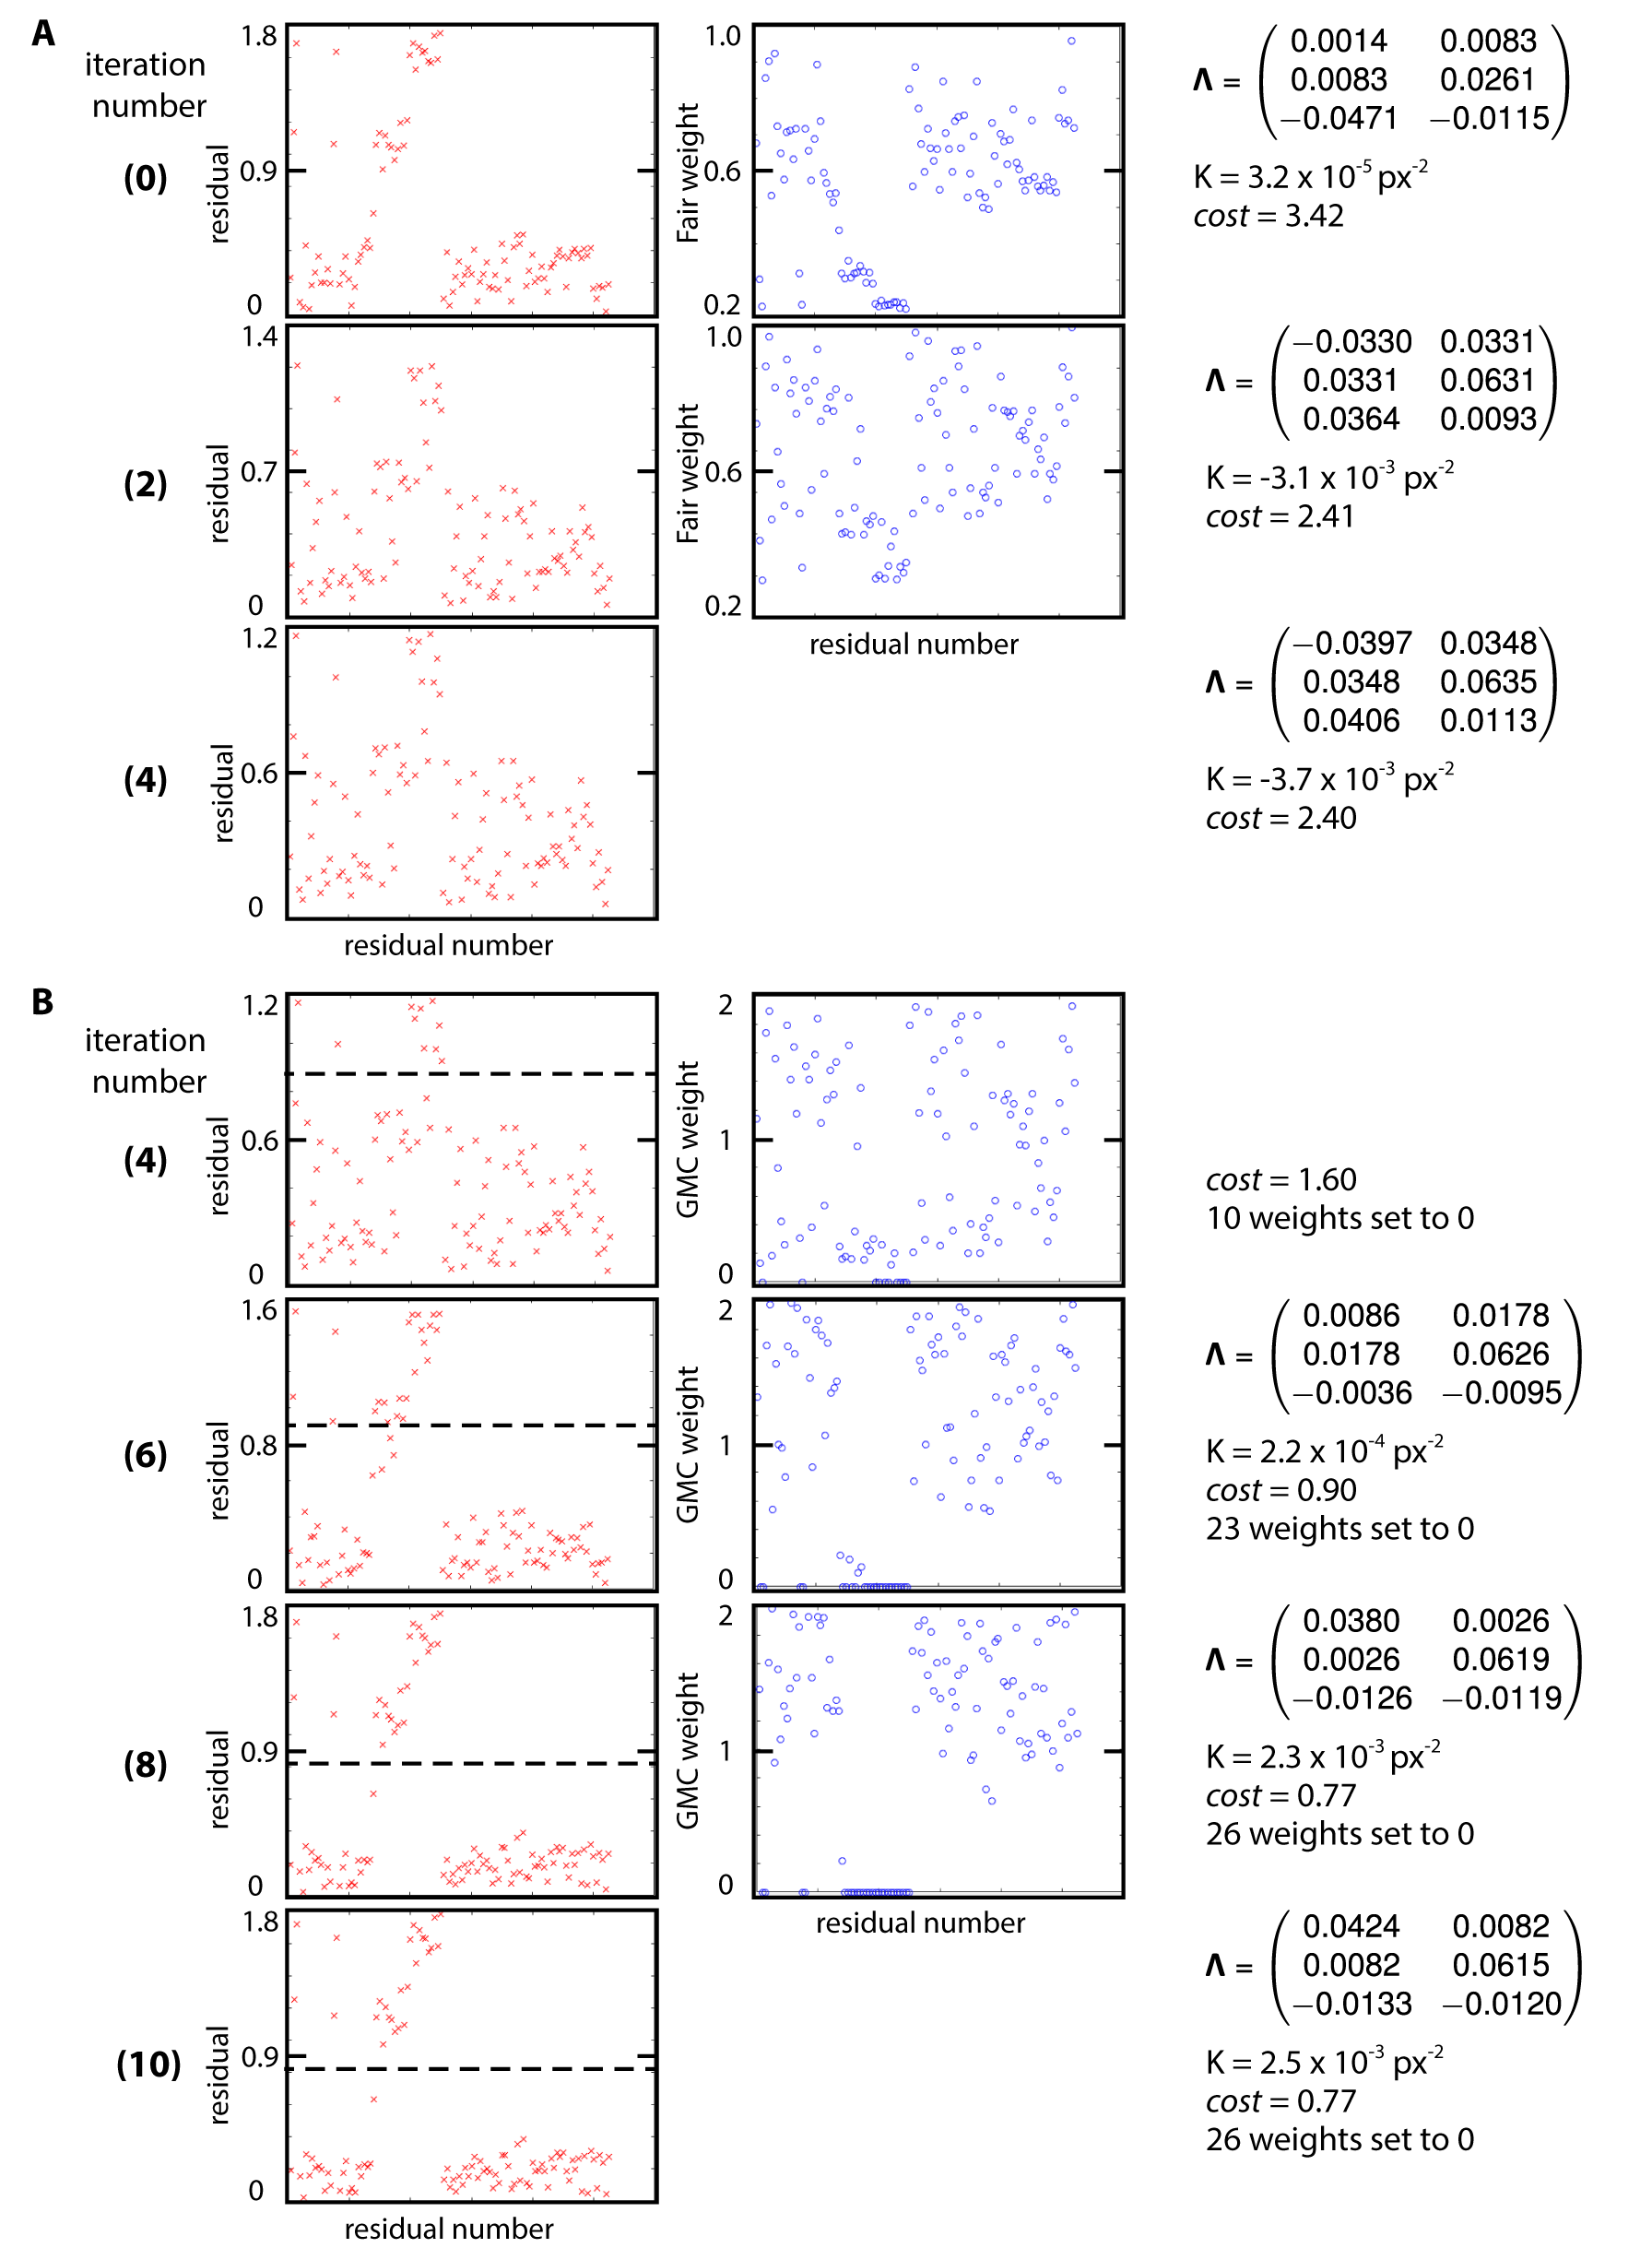 A
iteration
number
(0)
residual
1.8
0.9
0
Fair weight
1.0
0.6
0.2
Λ = ( 0.0014 0.0083
0.0083 0.0261
−0.0471 −0.0115 )
K = 3.2 x 10⁻⁵ px⁻²
cost = 3.42
(2)
residual
1.4
0.7
0
Fair weight
1.0
0.6
0.2
residual number
Λ = ( −0.0330 0.0331
0.0331 0.0631
0.0364 0.0093 )
K = -3.1 x 10⁻³ px⁻²
cost = 2.41
(4)
residual
1.2
0.6
0
residual number
Λ = ( −0.0397 0.0348
0.0348 0.0635
0.0406 0.0113 )
K = -3.7 x 10⁻³ px⁻²
cost = 2.40
B
iteration
number
(4)
residual
1.2
0.6
0
GMC weight
2
1
0
cost = 1.60
10 weights set to 0
(6)
residual
1.6
0.8
0
GMC weight
2
1
0
Λ = ( 0.0086 0.0178
0.0178 0.0626
−0.0036 −0.0095 )
K = 2.2 x 10⁻⁴ px⁻²
cost = 0.90
23 weights set to 0
(8)
residual
1.8
0.9
0
GMC weight
2
1
0
residual number
Λ = ( 0.0380 0.0026
0.0026 0.0619
−0.0126 −0.0119 )
K = 2.3 x 10⁻³ px⁻²
cost = 0.77
26 weights set to 0
(10)
residual
1.8
0.9
0
residual number
Λ = ( 0.0424 0.0082
0.0082 0.0615
−0.0133 −0.0120 )
K = 2.5 x 10⁻³ px⁻²
cost = 0.77
26 weights set to 0